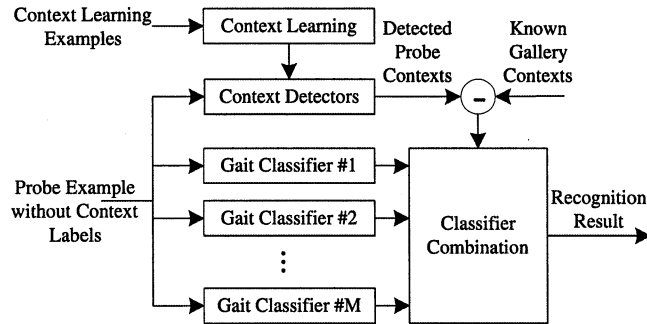 Context Learning
Examples
Context Learning
Detected
Probe
Contexts
Known
Gallery
Contexts
Context Detectors
-
Probe Example
without Context
Labels
Gait Classifier #1
Gait Classifier #2
⋮
Gait Classifier #M
Classifier
Combination
Recognition
Result